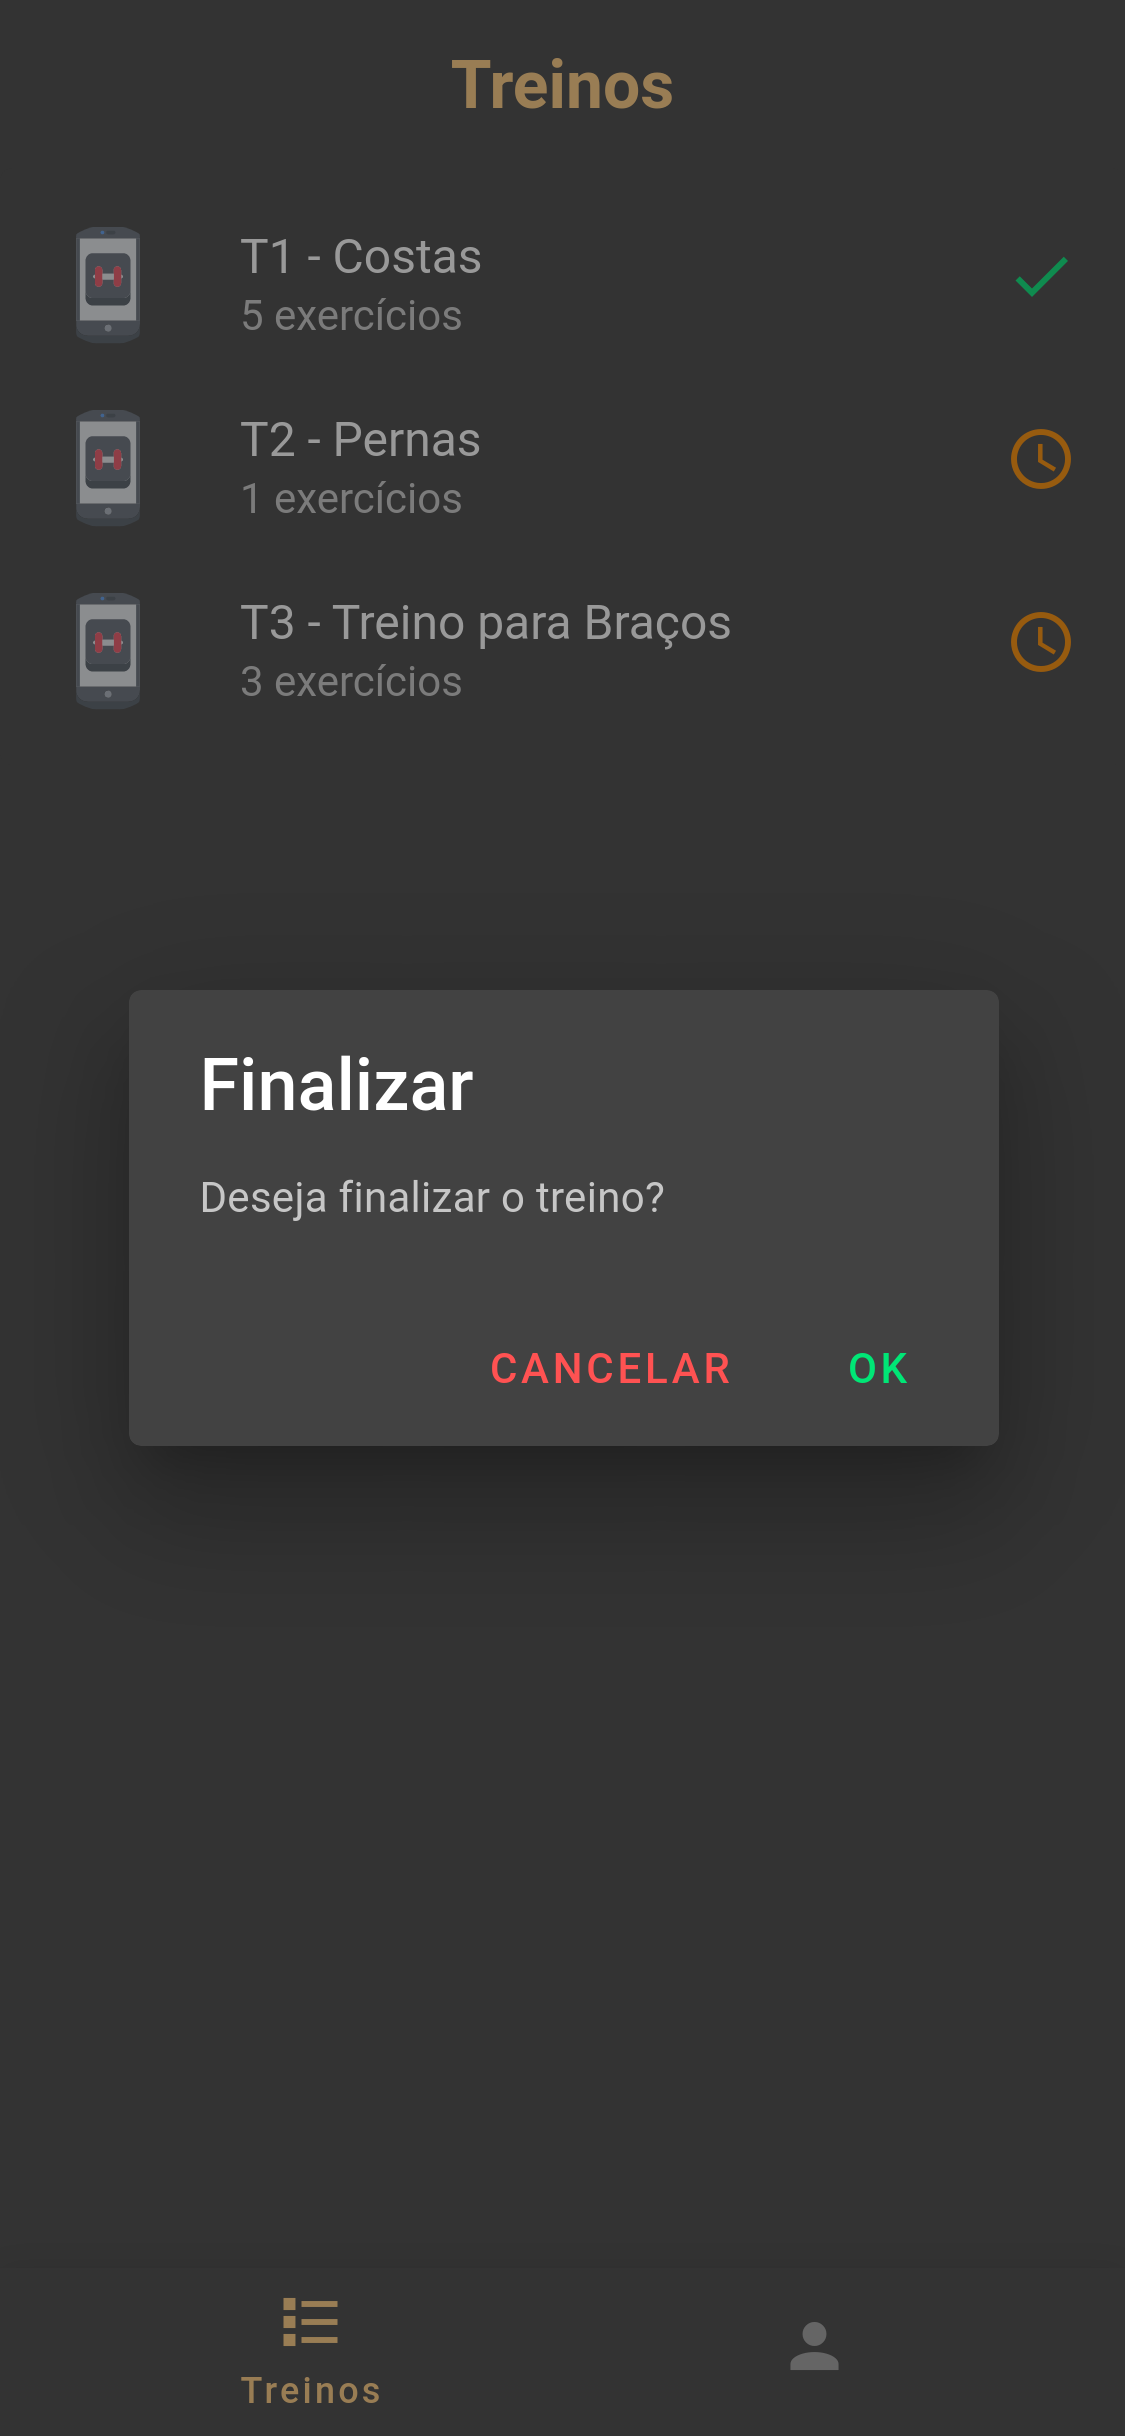 Treinos
T1 - Costas
5 exercícios
T2 - Pernas
1 exercícios
T3 - Treino para Braços
3 exercícios
Finalizar
Deseja finalizar o treino?
CANCELAR
OK
Treinos